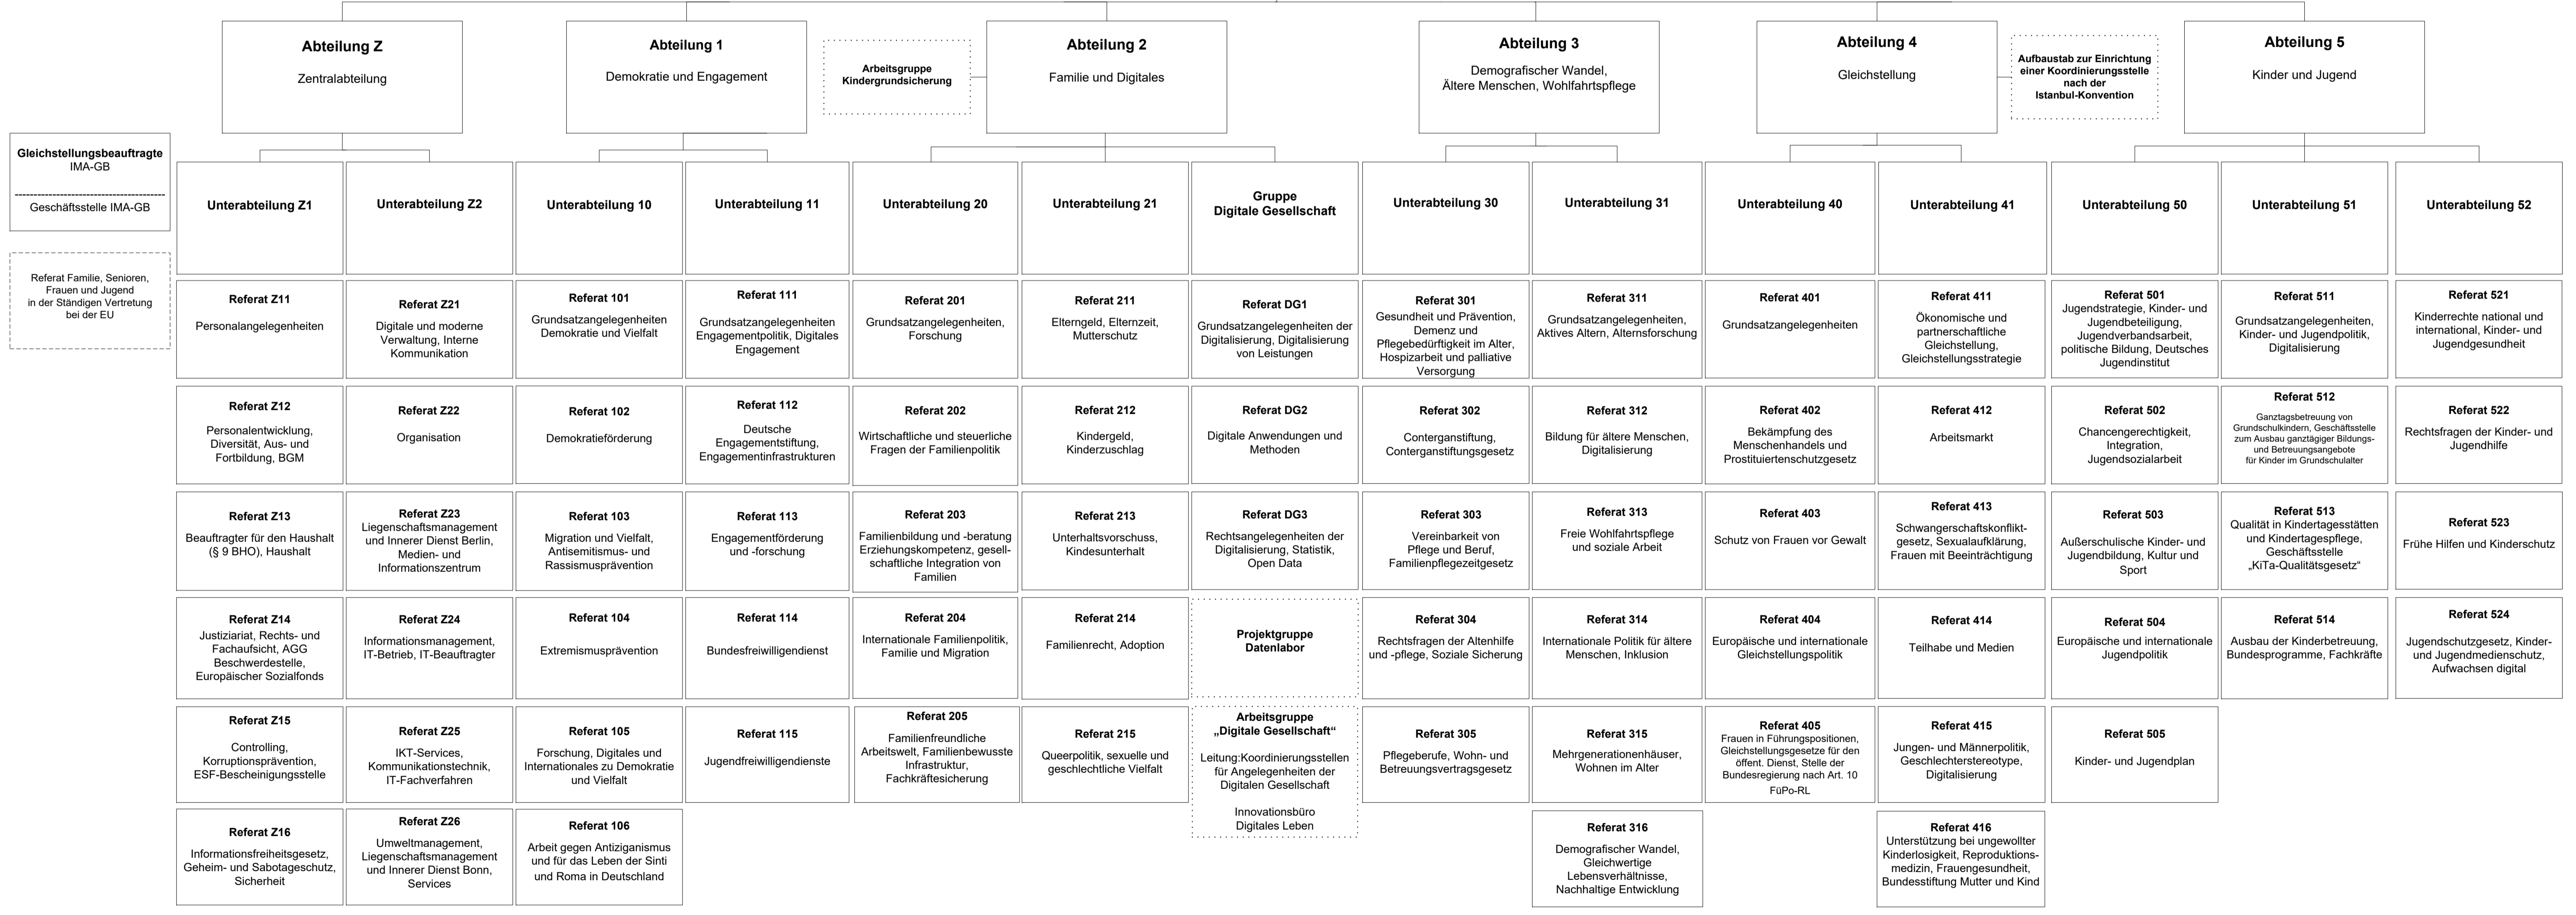 Abteilung Z
Zentralabteilung
Abteilung 1
Demokratie und Engagement
Arbeitsgruppe
Kindergrundsicherung
Abteilung 2
Familie und Digitales
Abteilung 3
Demografischer Wandel,
Ältere Menschen, Wohlfahrtspflege
Abteilung 4
Gleichstellung
Aufbaustab zur Einrichtung
einer Koordinierungsstelle
nach der
Istanbul-Konvention
Abteilung 5
Kinder und Jugend
Gleichstellungsbeauftragte
IMA-GB
----------------------------------------
Geschäftsstelle IMA-GB
Referat Familie, Senioren,
Frauen und Jugend
in der Ständigen Vertretung
bei der EU
Unterabteilung Z1
Unterabteilung Z2
Unterabteilung 10
Unterabteilung 11
Unterabteilung 20
Unterabteilung 21
Gruppe
Digitale Gesellschaft
Unterabteilung 30
Unterabteilung 31
Unterabteilung 40
Unterabteilung 41
Unterabteilung 50
Unterabteilung 51
Unterabteilung 52
Referat Z11
Personalangelegenheiten
Referat Z21
Digitale und moderne
Verwaltung, Interne
Kommunikation
Referat 101
Grundsatzangelegenheiten
Demokratie und Vielfalt
Referat 111
Grundsatzangelegenheiten
Engagementpolitik, Digitales
Engagement
Referat 201
Grundsatzangelegenheiten,
Forschung
Referat 211
Elterngeld, Elternzeit,
Mutterschutz
Referat DG1
Grundsatzangelegenheiten der
Digitalisierung, Digitalisierung
von Leistungen
Referat 301
Gesundheit und Prävention,
Demenz und
Pflegebedürftigkeit im Alter,
Hospizarbeit und palliative
Versorgung
Referat 311
Grundsatzangelegenheiten,
Aktives Altern, Alternsforschung
Referat 401
Grundsatzangelegenheiten
Referat 411
Ökonomische und
partnerschaftliche
Gleichstellung,
Gleichstellungsstrategie
Referat 501
Jugendstrategie, Kinder- und
Jugendbeteiligung,
Jugendverbandsarbeit,
politische Bildung, Deutsches
Jugendinstitut
Referat 511
Grundsatzangelegenheiten,
Kinder- und Jugendpolitik,
Digitalisierung
Referat 521
Kinderrechte national und
international, Kinder- und
Jugendgesundheit
Referat Z12
Personalentwicklung,
Diversität, Aus- und
Fortbildung, BGM
Referat Z22
Organisation
Referat 102
Demokratieförderung
Referat 112
Deutsche
Engagementstiftung,
Engagementinfrastrukturen
Referat 202
Wirtschaftliche und steuerliche
Fragen der Familienpolitik
Referat 212
Kindergeld,
Kinderzuschlag
Referat DG2
Digitale Anwendungen und
Methoden
Referat 302
Conterganstiftung,
Conterganstiftungsgesetz
Referat 312
Bildung für ältere Menschen,
Digitalisierung
Referat 402
Bekämpfung des
Menschenhandels und
Prostituiertenschutzgesetz
Referat 412
Arbeitsmarkt
Referat 502
Chancengerechtigkeit,
Integration,
Jugendsozialarbeit
Referat 512
Ganztagsbetreuung von
Grundschulkindern, Geschäftsstelle
zum Ausbau ganztägiger Bildungs-
und Betreuungsangebote
für Kinder im Grundschulalter
Referat 522
Rechtsfragen der Kinder- und
Jugendhilfe
Referat Z13
Beauftragter für den Haushalt
(§ 9 BHO), Haushalt
Referat Z23
Liegenschaftsmanagement
und Innerer Dienst Berlin,
Medien- und
Informationszentrum
Referat 103
Migration und Vielfalt,
Antisemitismus- und
Rassismusprävention
Referat 113
Engagementförderung
und -forschung
Referat 203
Familienbildung und -beratung
Erziehungskompetenz, gesell-
schaftliche Integration von
Familien
Referat 213
Unterhaltsvorschuss,
Kindesunterhalt
Referat DG3
Rechtsangelegenheiten der
Digitalisierung, Statistik,
Open Data
Referat 303
Vereinbarkeit von
Pflege und Beruf,
Familienpflegezeitgesetz
Referat 313
Freie Wohlfahrtspflege
und soziale Arbeit
Referat 403
Schutz von Frauen vor Gewalt
Referat 413
Schwangerschaftskonflikt-
gesetz, Sexualaufklärung,
Frauen mit Beeinträchtigung
Referat 503
Außerschulische Kinder- und
Jugendbildung, Kultur und
Sport
Referat 513
Qualität in Kindertagesstätten
und Kindertagespflege,
Geschäftsstelle
„KiTa-Qualitätsgesetz“
Referat 523
Frühe Hilfen und Kinderschutz
Referat Z14
Justiziariat, Rechts- und
Fachaufsicht, AGG
Beschwerdestelle,
Europäischer Sozialfonds
Referat Z24
Informationsmanagement,
IT-Betrieb, IT-Beauftragter
Referat 104
Extremismusprävention
Referat 114
Bundesfreiwilligendienst
Referat 204
Internationale Familienpolitik,
Familie und Migration
Referat 214
Familienrecht, Adoption
Projektgruppe
Datenlabor
Referat 304
Rechtsfragen der Altenhilfe
und -pflege, Soziale Sicherung
Referat 314
Internationale Politik für ältere
Menschen, Inklusion
Referat 404
Europäische und internationale
Gleichstellungspolitik
Referat 414
Teilhabe und Medien
Referat 504
Europäische und internationale
Jugendpolitik
Referat 514
Ausbau der Kinderbetreuung,
Bundesprogramme, Fachkräfte
Referat 524
Jugendschutzgesetz, Kinder-
und Jugendmedienschutz,
Aufwachsen digital
Referat Z15
Controlling,
Korruptionsprävention,
ESF-Bescheinigungsstelle
Referat Z25
IKT-Services,
Kommunikationstechnik,
IT-Fachverfahren
Referat 105
Forschung, Digitales und
Internationales zu Demokratie
und Vielfalt
Referat 115
Jugendfreiwilligendienste
Referat 205
Familienfreundliche
Arbeitswelt, Familienbewusste
Infrastruktur,
Fachkräftesicherung
Referat 215
Queerpolitik, sexuelle und
geschlechtliche Vielfalt
Arbeitsgruppe
„Digitale Gesellschaft“
Leitung:Koordinierungsstellen
für Angelegenheiten der
Digitalen Gesellschaft
Innovationsbüro
Digitales Leben
Referat 305
Pflegeberufe, Wohn- und
Betreuungsvertragsgesetz
Referat 315
Mehrgenerationenhäuser,
Wohnen im Alter
Referat 405
Frauen in Führungspositionen,
Gleichstellungsgesetze für den
öffent. Dienst, Stelle der
Bundesregierung nach Art. 10
FüPo-RL
Referat 415
Jungen- und Männerpolitik,
Geschlechterstereotype,
Digitalisierung
Referat 505
Kinder- und Jugendplan
Referat Z16
Informationsfreiheitsgesetz,
Geheim- und Sabotageschutz,
Sicherheit
Referat Z26
Umweltmanagement,
Liegenschaftsmanagement
und Innerer Dienst Bonn,
Services
Referat 106
Arbeit gegen Antiziganismus
und für das Leben der Sinti
und Roma in Deutschland
Referat 316
Demografischer Wandel,
Gleichwertige
Lebensverhältnisse,
Nachhaltige Entwicklung
Referat 416
Unterstützung bei ungewollter
Kinderlosigkeit, Reproduktions-
medizin, Frauengesundheit,
Bundesstiftung Mutter und Kind